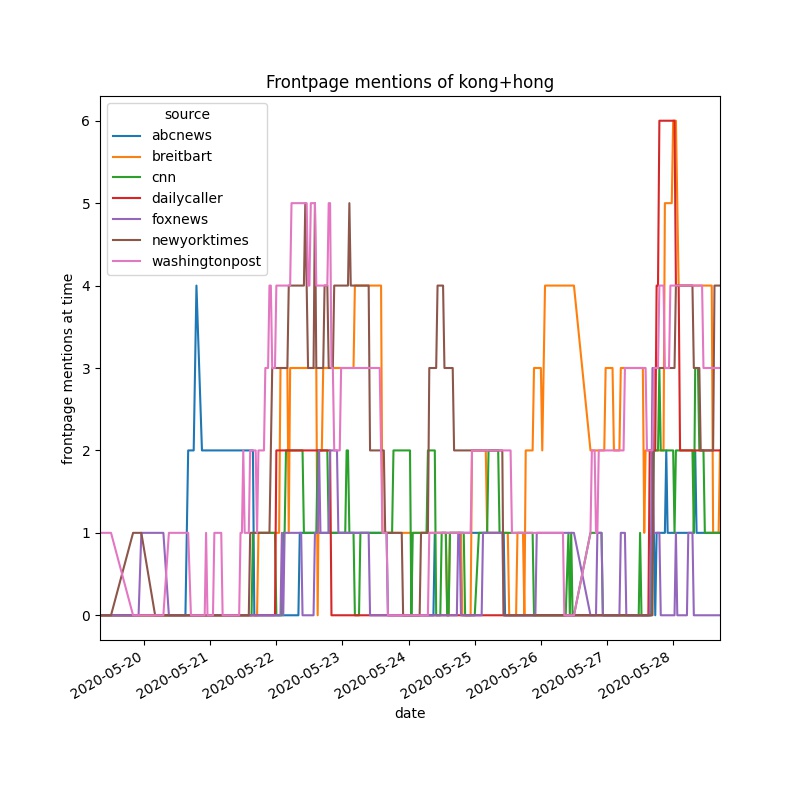 Frontpage mentions of kong+hong
source
abcnews
breitbart
cnn
dailycaller
foxnews
newyorktimes
washingtonpost
frontpage mentions at time
6
5
4
3
2
1
0
2020-05-20
2020-05-21
2020-05-22
2020-05-23
2020-05-24
2020-05-25
2020-05-26
2020-05-27
2020-05-28
date